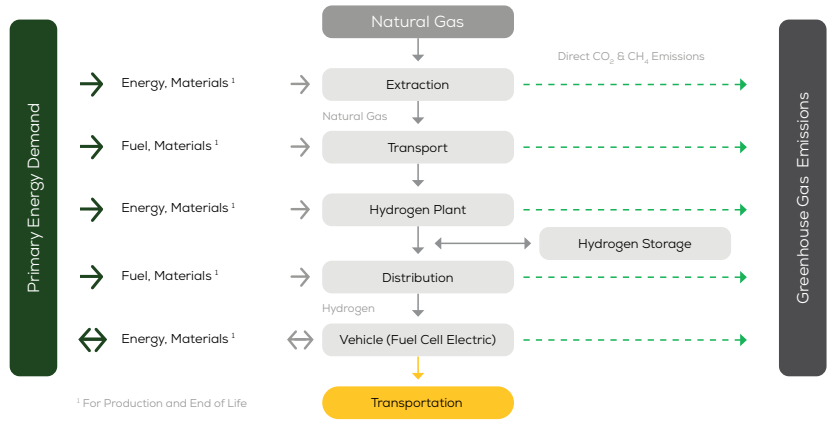 Natural Gas
Direct CO₂ & CH₄ Emissions
Energy, Materials ¹
Extraction
Natural Gas
Fuel, Materials ¹
Transport
Energy, Materials ¹
Hydrogen Plant
Hydrogen Storage
Fuel, Materials ¹
Distribution
Hydrogen
Energy, Materials ¹
Vehicle (Fuel Cell Electric)
¹ For Production and End of Life
Transportation
Primary Energy Demand
Greenhouse Gas Emissions